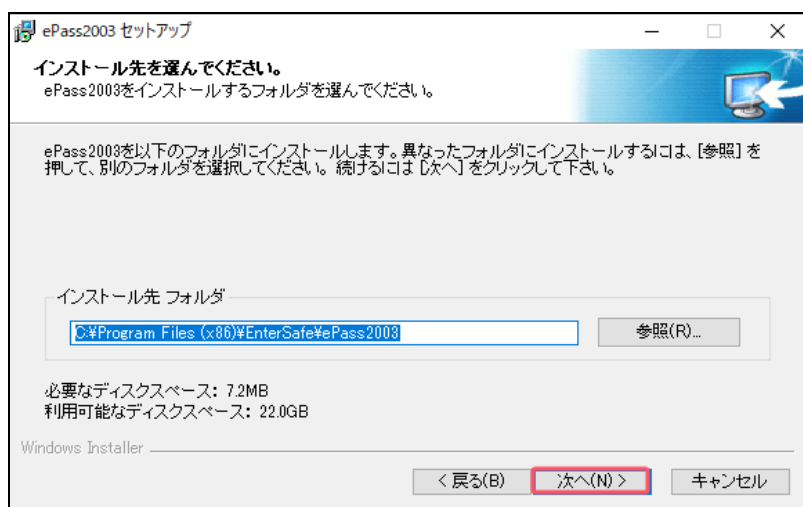 ePass2003 セットアップ
インストール先を選んでください。
ePass2003をインストールするフォルダを選んでください。
ePass2003を以下のフォルダにインストールします。異なったフォルダにインストールするには、[参照] を
押して、別のフォルダを選択してください。続けるには [次へ] をクリックして下さい。
インストール先 フォルダ
C:¥Program Files (x86)¥EnterSafe¥ePass2003
参照(R)...
必要なディスクスペース: 7.2MB
利用可能なディスクスペース: 22.0GB
Windows Installer
< 戻る(B)
次へ(N) >
キャンセル